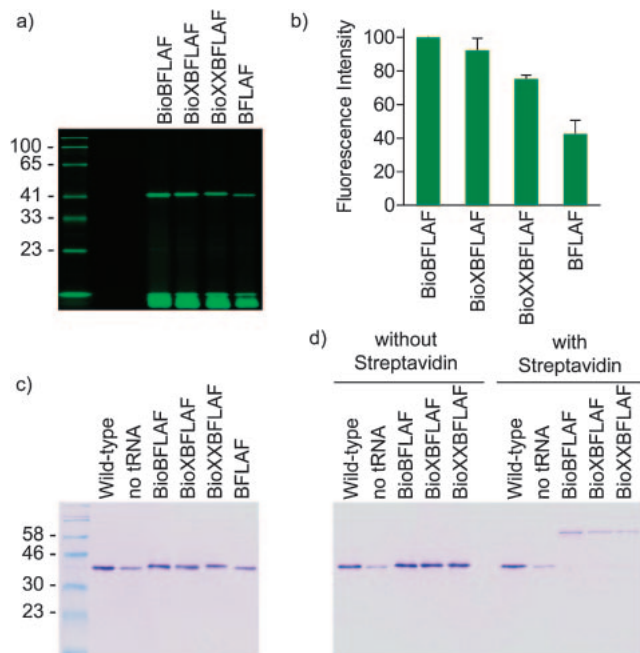 a)
BioBFLAF
BioXBFLAF
BioXXBFLAF
BFLAF
100 -
65 -
41 -
33 -
23 -
b)
Fluorescence Intensity
100
80
60
40
20
0
BioBFLAF
BioXBFLAF
BioXXBFLAF
BFLAF
c)
Wild-type
no tRNA
BioBFLAF
BioXBFLAF
BioXXBFLAF
BFLAF
58 -
46 -
30 -
23 -
d)
without
Streptavidin
with
Streptavidin
Wild-type
no tRNA
BioBFLAF
BioXBFLAF
BioXXBFLAF
Wild-type
no tRNA
BioBFLAF
BioXBFLAF
BioXXBFLAF